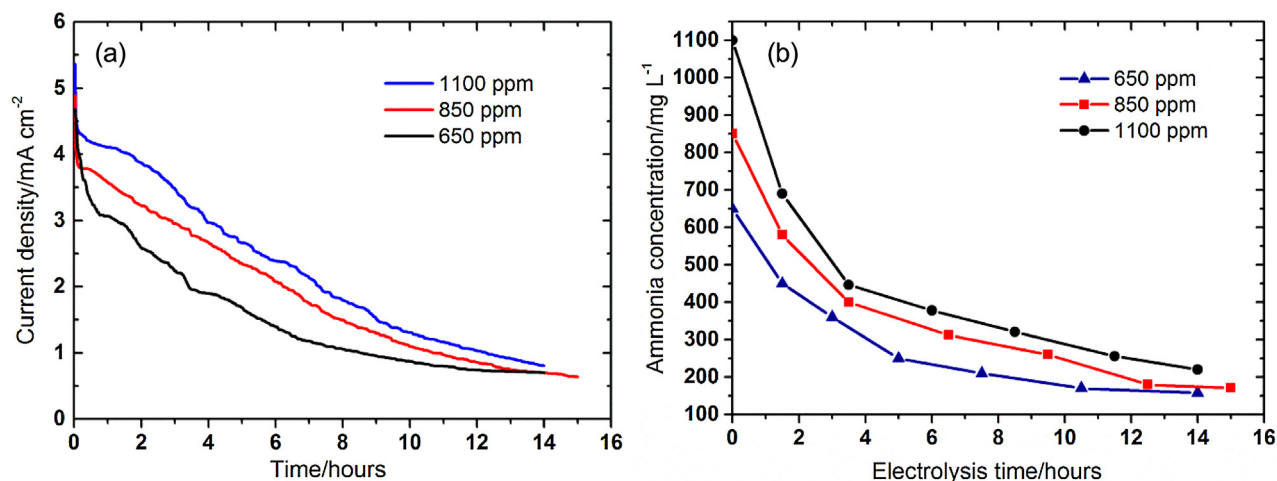 (a)
1100 ppm
850 ppm
650 ppm
Current density/mA cm⁻²
6
5
4
3
2
1
0
0 2 4 6 8 10 12 14 16
Time/hours
(b)
650 ppm
850 ppm
1100 ppm
Ammonia concentration/mg L⁻¹
1100
1000
900
800
700
600
500
400
300
200
100
0 2 4 6 8 10 12 14 16
Electrolysis time/hours